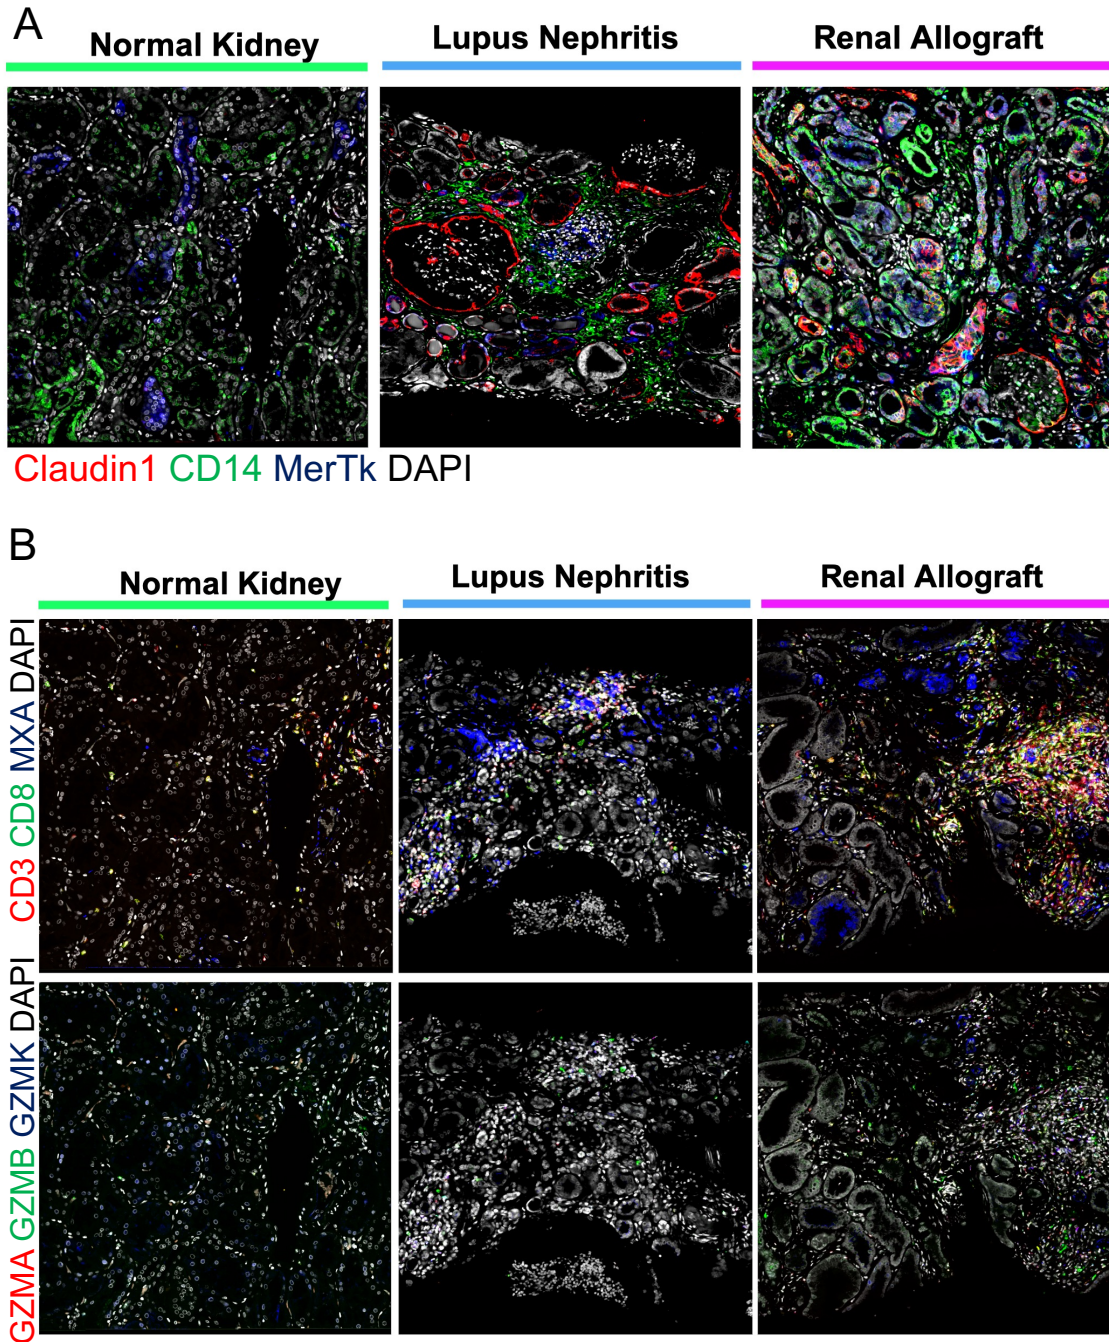 A
Normal Kidney
Lupus Nephritis
Renal Allograft
Claudin1 CD14 MerTk DAPI
B
Normal Kidney
Lupus Nephritis
Renal Allograft
CD3 CD8 MXA DAPI
GZMA GZMB GZMK DAPI